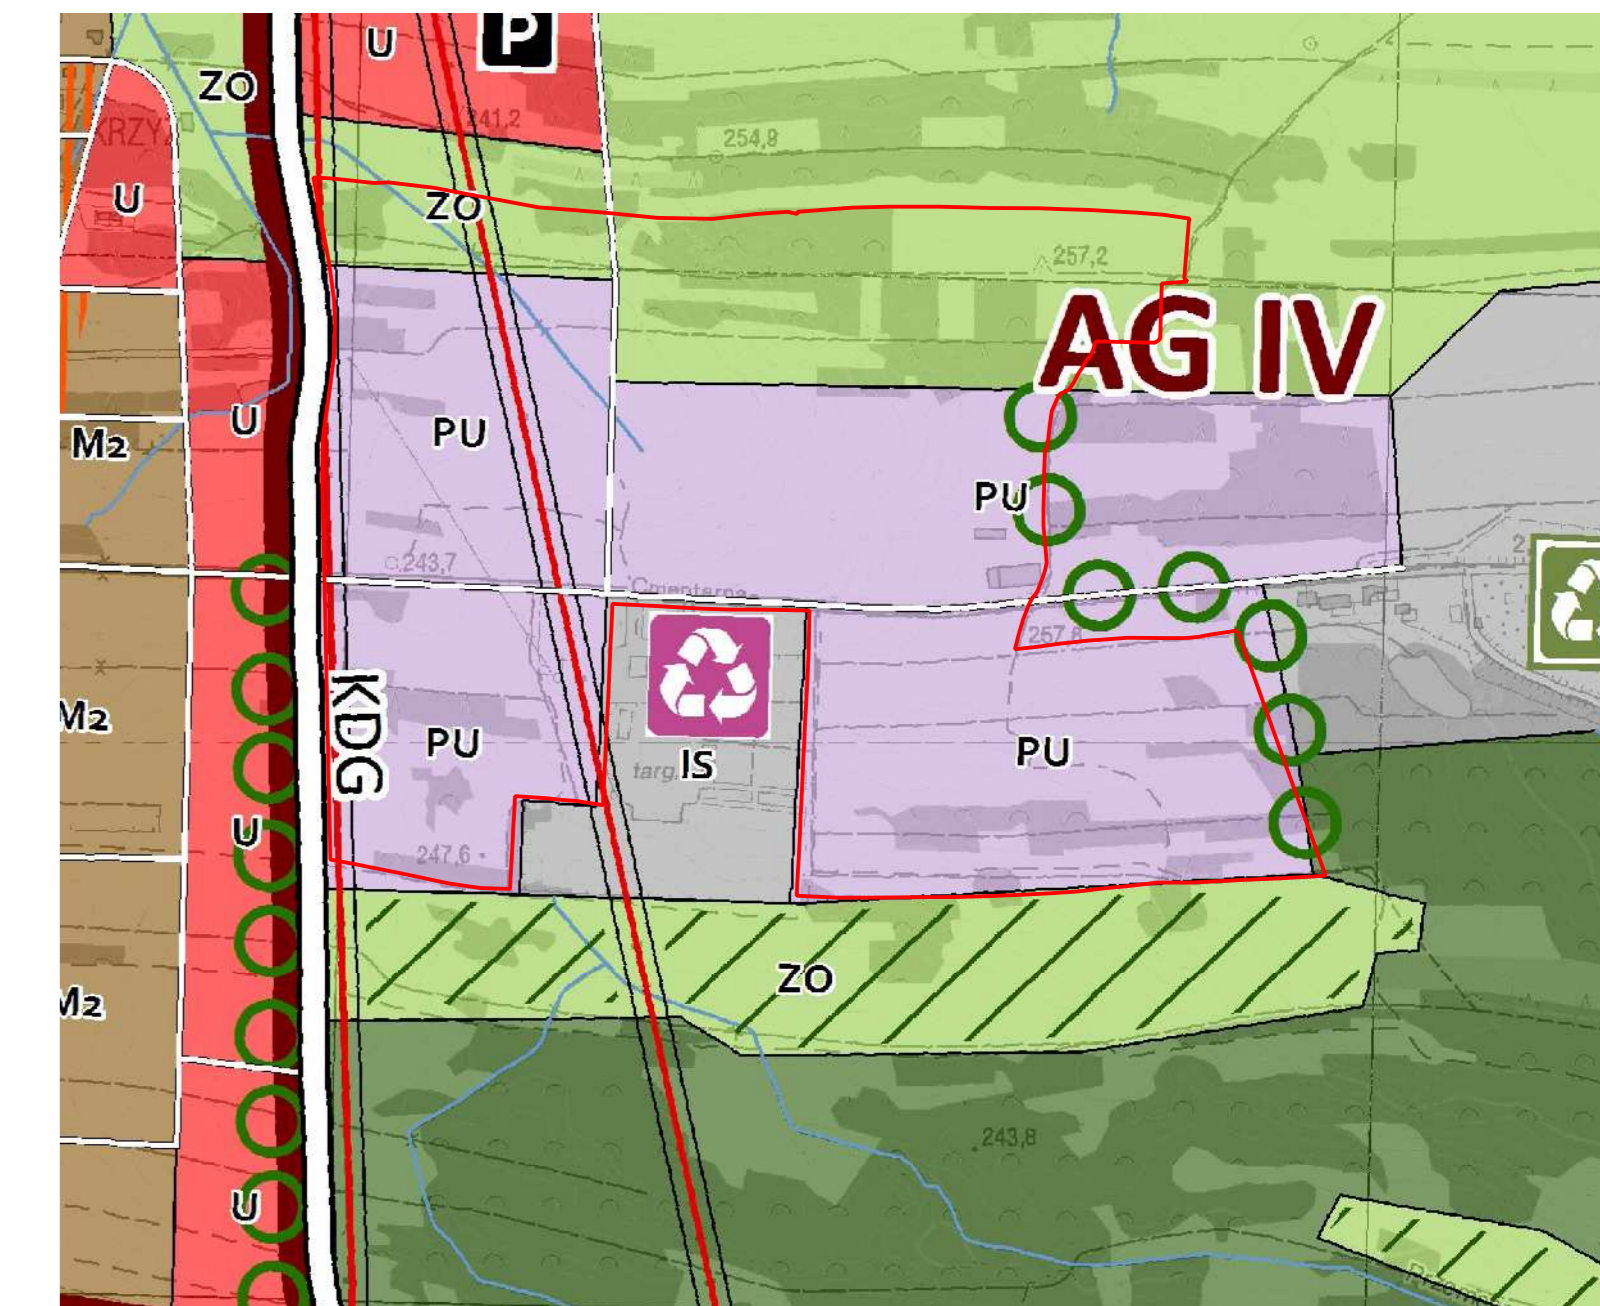 U
P
ZO
241,2
254,8
U
ZO
257,2
AG IV
U
PU
M2
PU
243,7
Cmentarna
257,8
KDG
M2
PU
IS
targ.
PU
U
247,6
ZO
M2
243,8
U